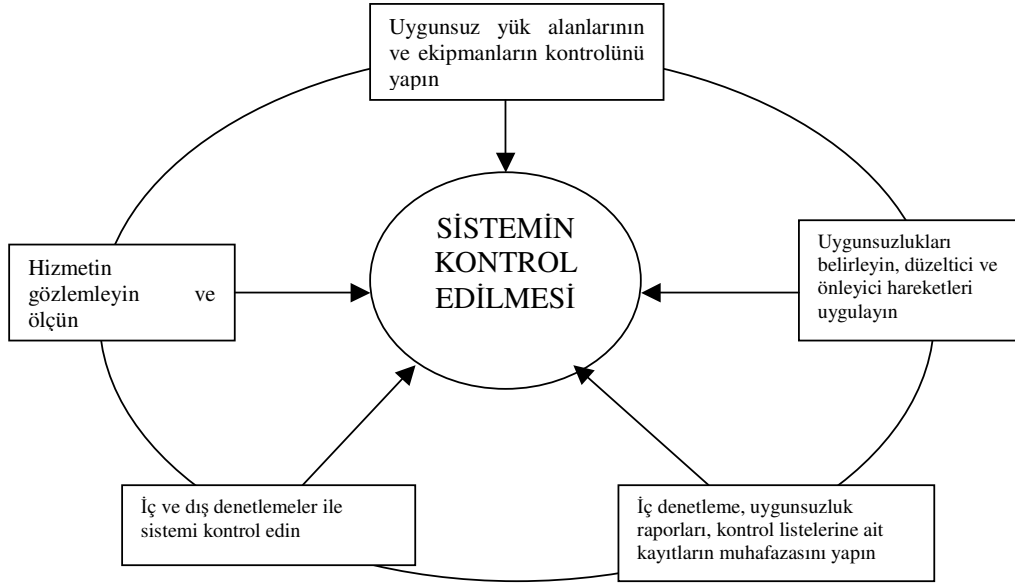 Uygunsuz yük alanlarının
ve ekipmanların kontrolünü
yapın
SİSTEMİN
KONTROL
EDİLMESİ
Hizmetin
gözlemleyin ve
ölçün
Uygunsuzlukları
belirleyin, düzeltici ve
önleyici hareketleri
uygulayın
İç ve dış denetlemeler ile
sistemi kontrol edin
İç denetleme, uygunsuzluk
raporları, kontrol listelerine ait
kayıtların muhafazasını yapın